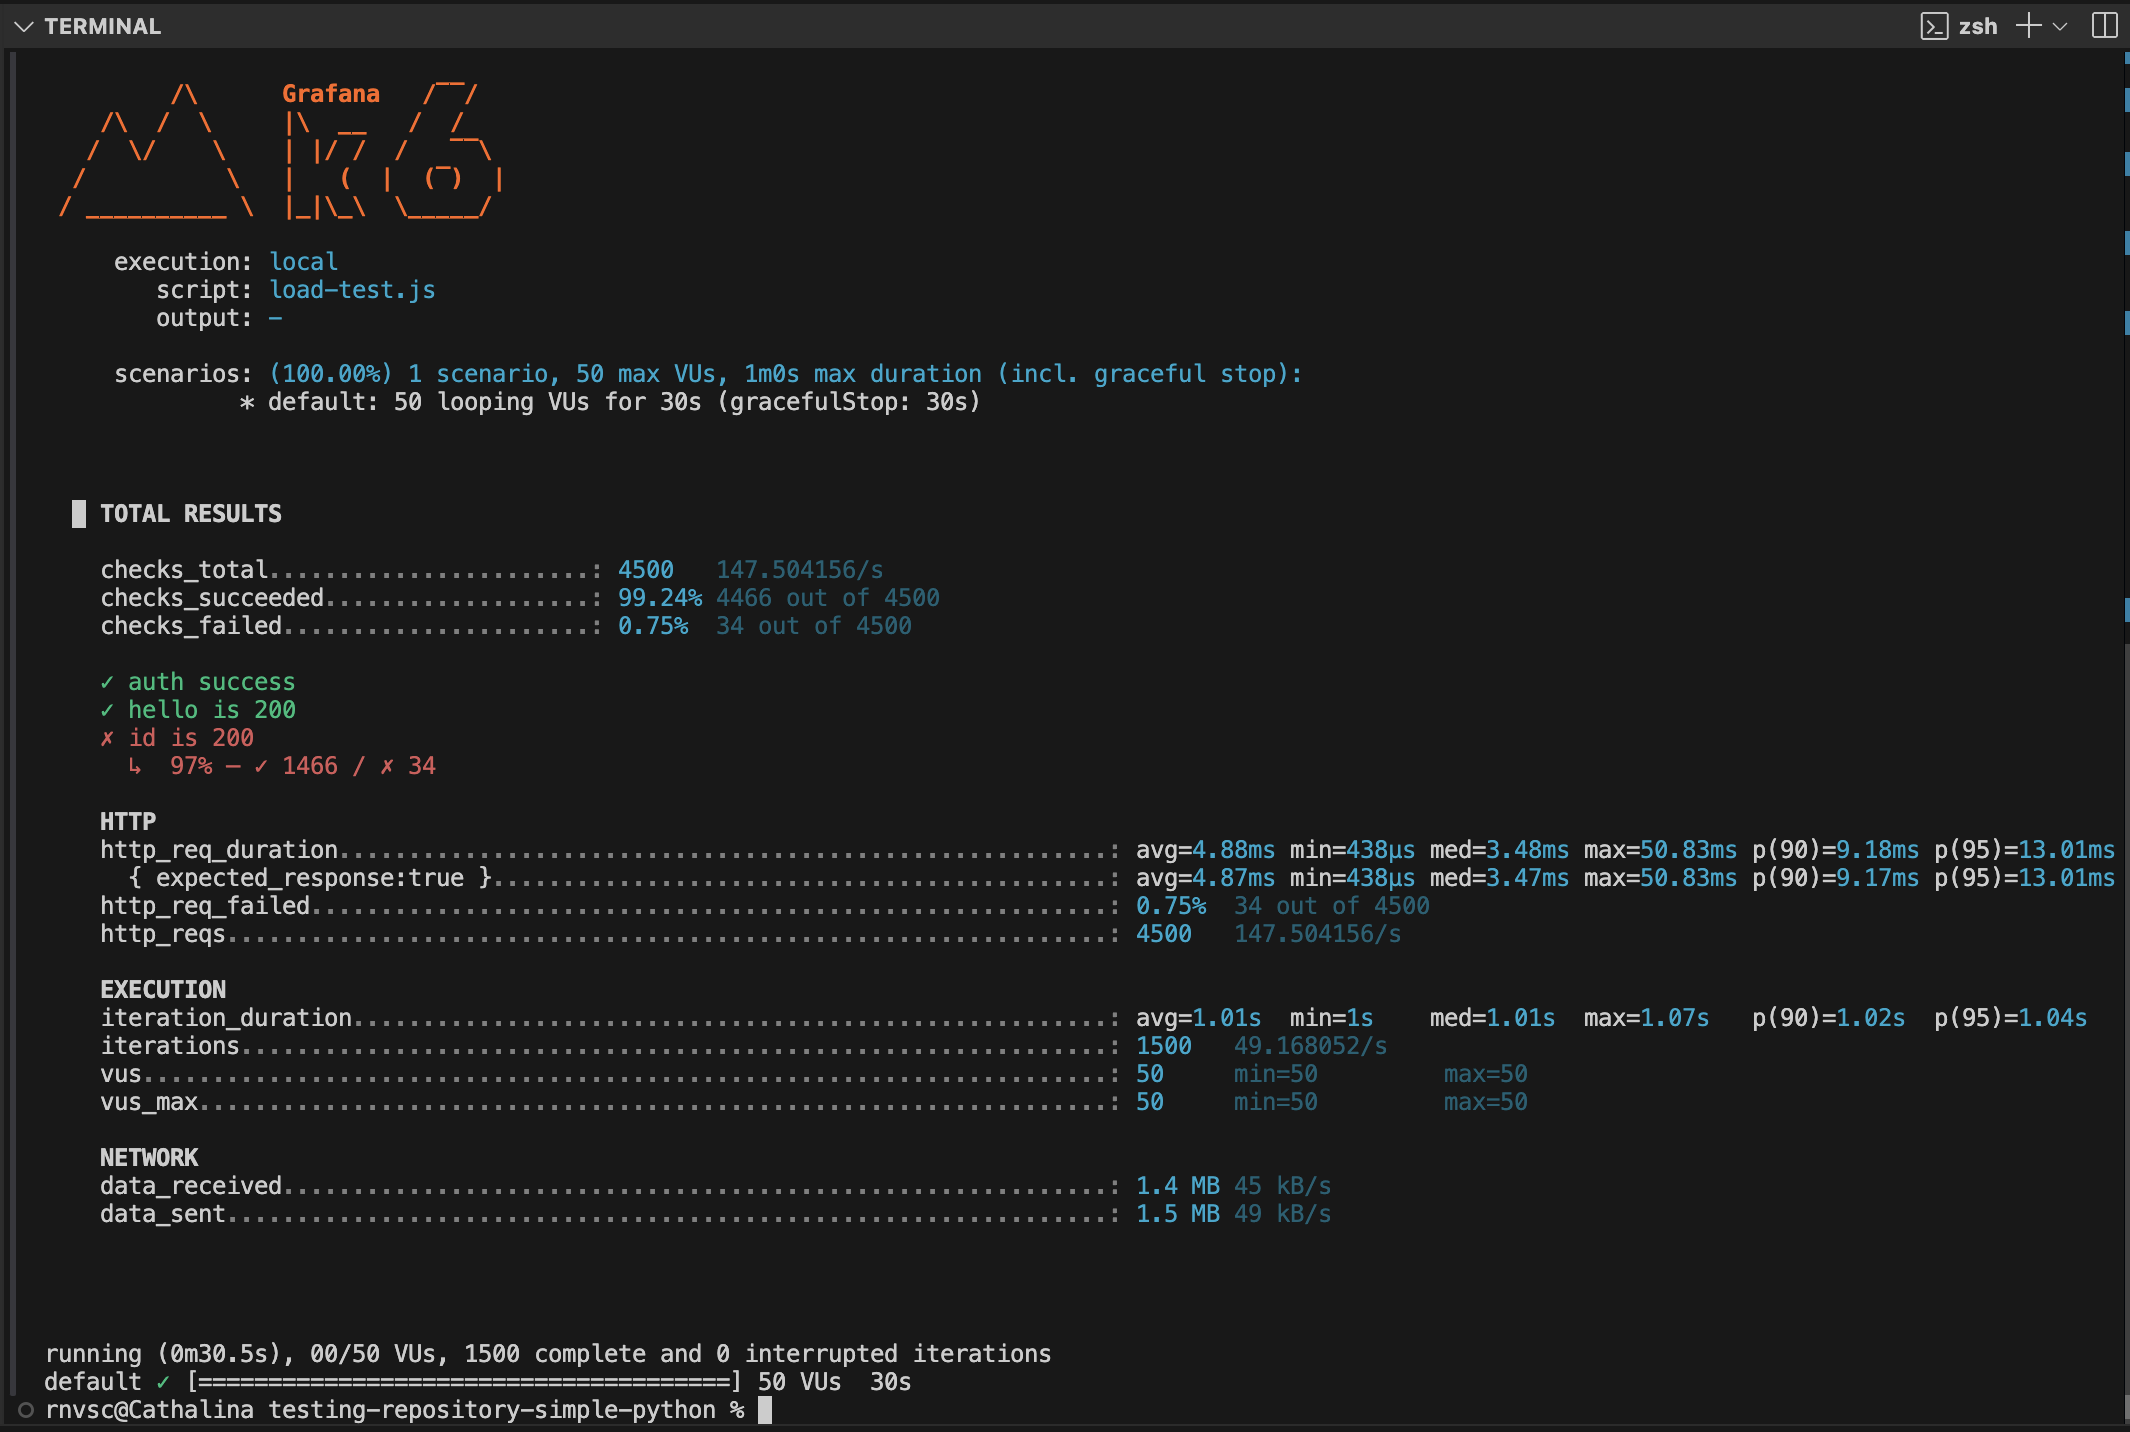 TERMINAL
zsh
         /\      Grafana   /‾‾/
    /\  /  \     |\  __   /  /
   /  \/    \    | |/ /  /   ‾‾\
  /          \   |   (  |  (‾)  |
 / __________ \  |_|\_\  \_____/
execution: local
script: load-test.js
output: -
scenarios: (100.00%) 1 scenario, 50 max VUs, 1m0s max duration (incl. graceful stop):
* default: 50 looping VUs for 30s (gracefulStop: 30s)
█ TOTAL RESULTS
checks_total.......................: 4500   147.504156/s
checks_succeeded...................: 99.24% 4466 out of 4500
checks_failed......................: 0.75%  34 out of 4500
✓ auth success
✓ hello is 200
✗ id is 200
↳  97% — ✓ 1466 / ✗ 34
HTTP
http_req_duration.......................................................: avg=4.88ms min=438µs med=3.48ms max=50.83ms p(90)=9.18ms p(95)=13.01ms
{ expected_response:true }............................................: avg=4.87ms min=438µs med=3.47ms max=50.83ms p(90)=9.17ms p(95)=13.01ms
http_req_failed.........................................................: 0.75%  34 out of 4500
http_reqs...............................................................: 4500   147.504156/s
EXECUTION
iteration_duration......................................................: avg=1.01s  min=1s    med=1.01s  max=1.07s   p(90)=1.02s  p(95)=1.04s
iterations..............................................................: 1500   49.168052/s
vus.....................................................................: 50     min=50         max=50
vus_max.................................................................: 50     min=50         max=50
NETWORK
data_received...........................................................: 1.4 MB 45 kB/s
data_sent...............................................................: 1.5 MB 49 kB/s
running (0m30.5s), 00/50 VUs, 1500 complete and 0 interrupted iterations
default ✓ [======================================] 50 VUs  30s
rnvsc@Cathalina testing-repository-simple-python %